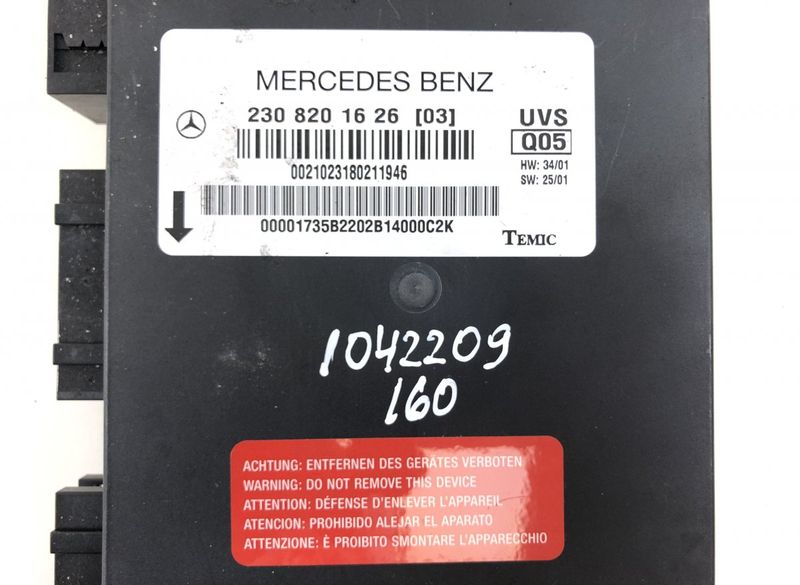 MERCEDES BENZ
230 820 16 26 [03]
UVS
Q05
0021023180211946
HW: 34/01
SW: 25/01
00001735B2202B14000C2K
TEMIC
1042209
160
ACHTUNG: ENTFERNEN DES GERÄTES VERBOTEN
WARNING: DO NOT REMOVE THIS DEVICE
ATTENTION: DÉFENSE D'ENLEVER L'APPAREIL
ATENCION: PROHIBIDO ALEJAR EL APARATO
ATTENZIONE: È PROIBITO SMONTARE L'APPARECCHIO